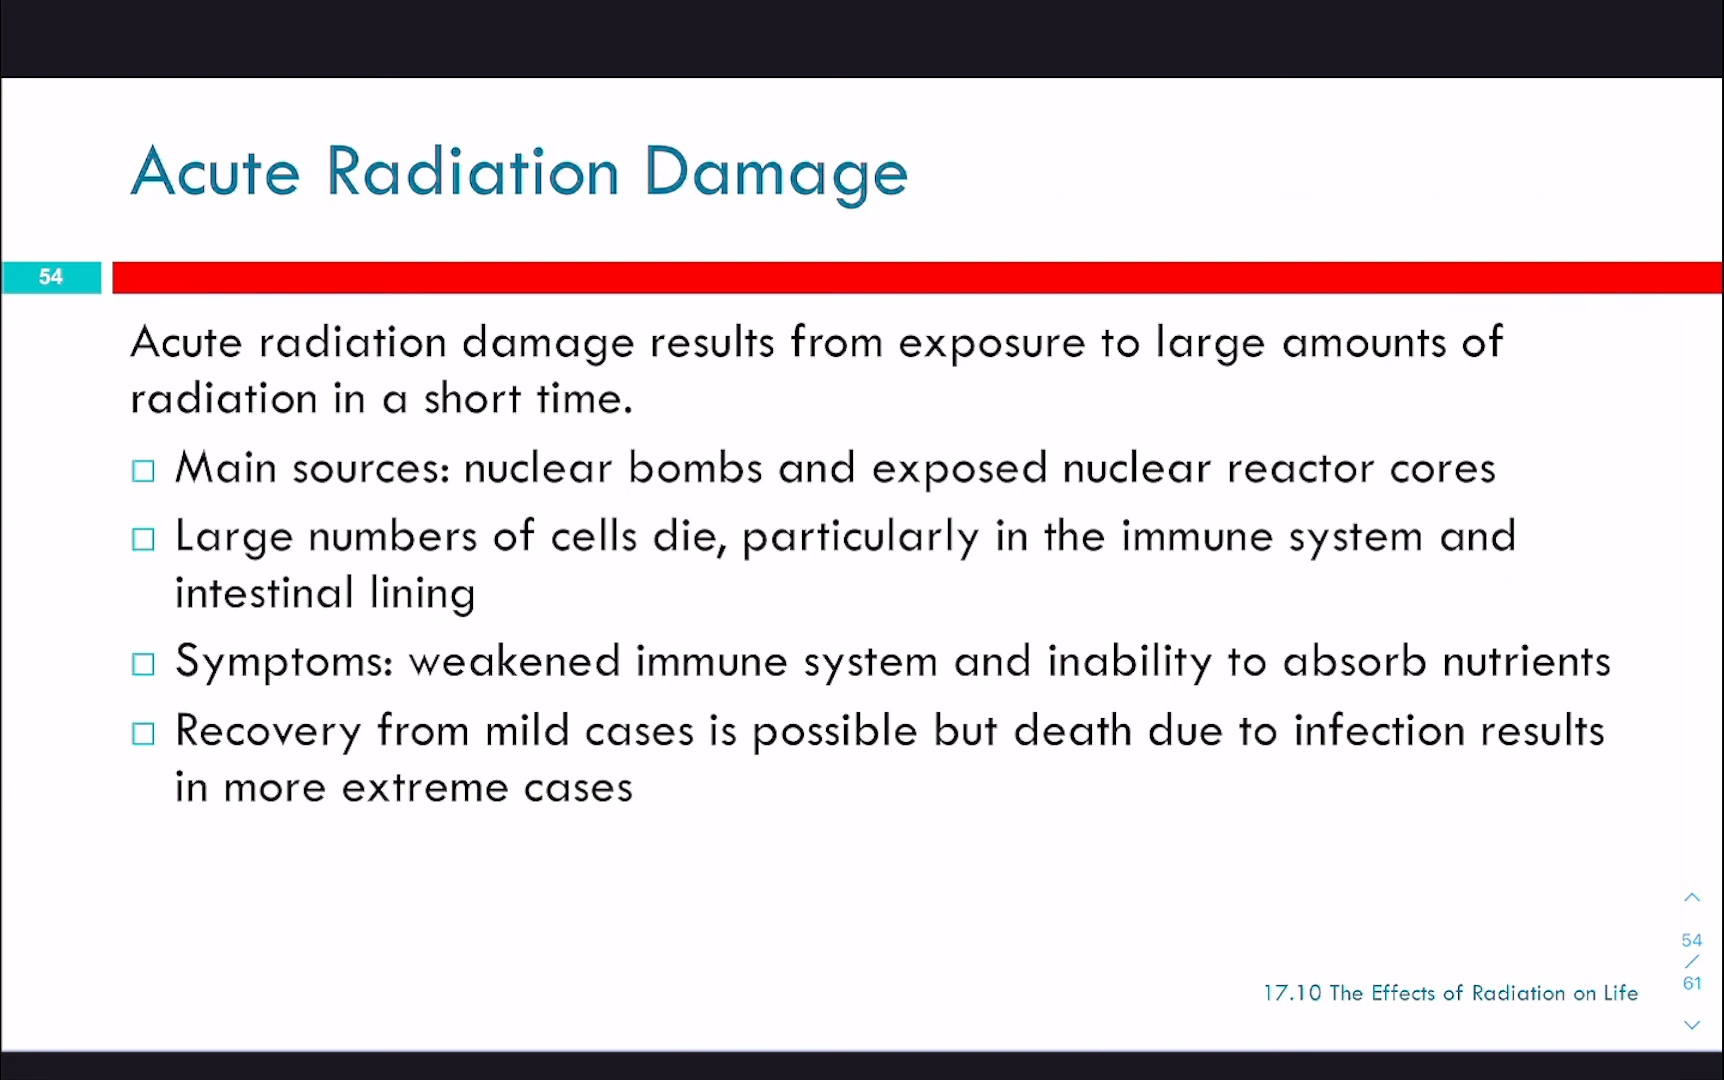 Acute Radiation Damage
54
Acute radiation damage results from exposure to large amounts of
radiation in a short time.
Main sources: nuclear bombs and exposed nuclear reactor cores
Large numbers of cells die, particularly in the immune system and
intestinal lining
Symptoms: weakened immune system and inability to absorb nutrients
Recovery from mild cases is possible but death due to infection results
in more extreme cases
17.10 The Effects of Radiation on Life
54
/
61